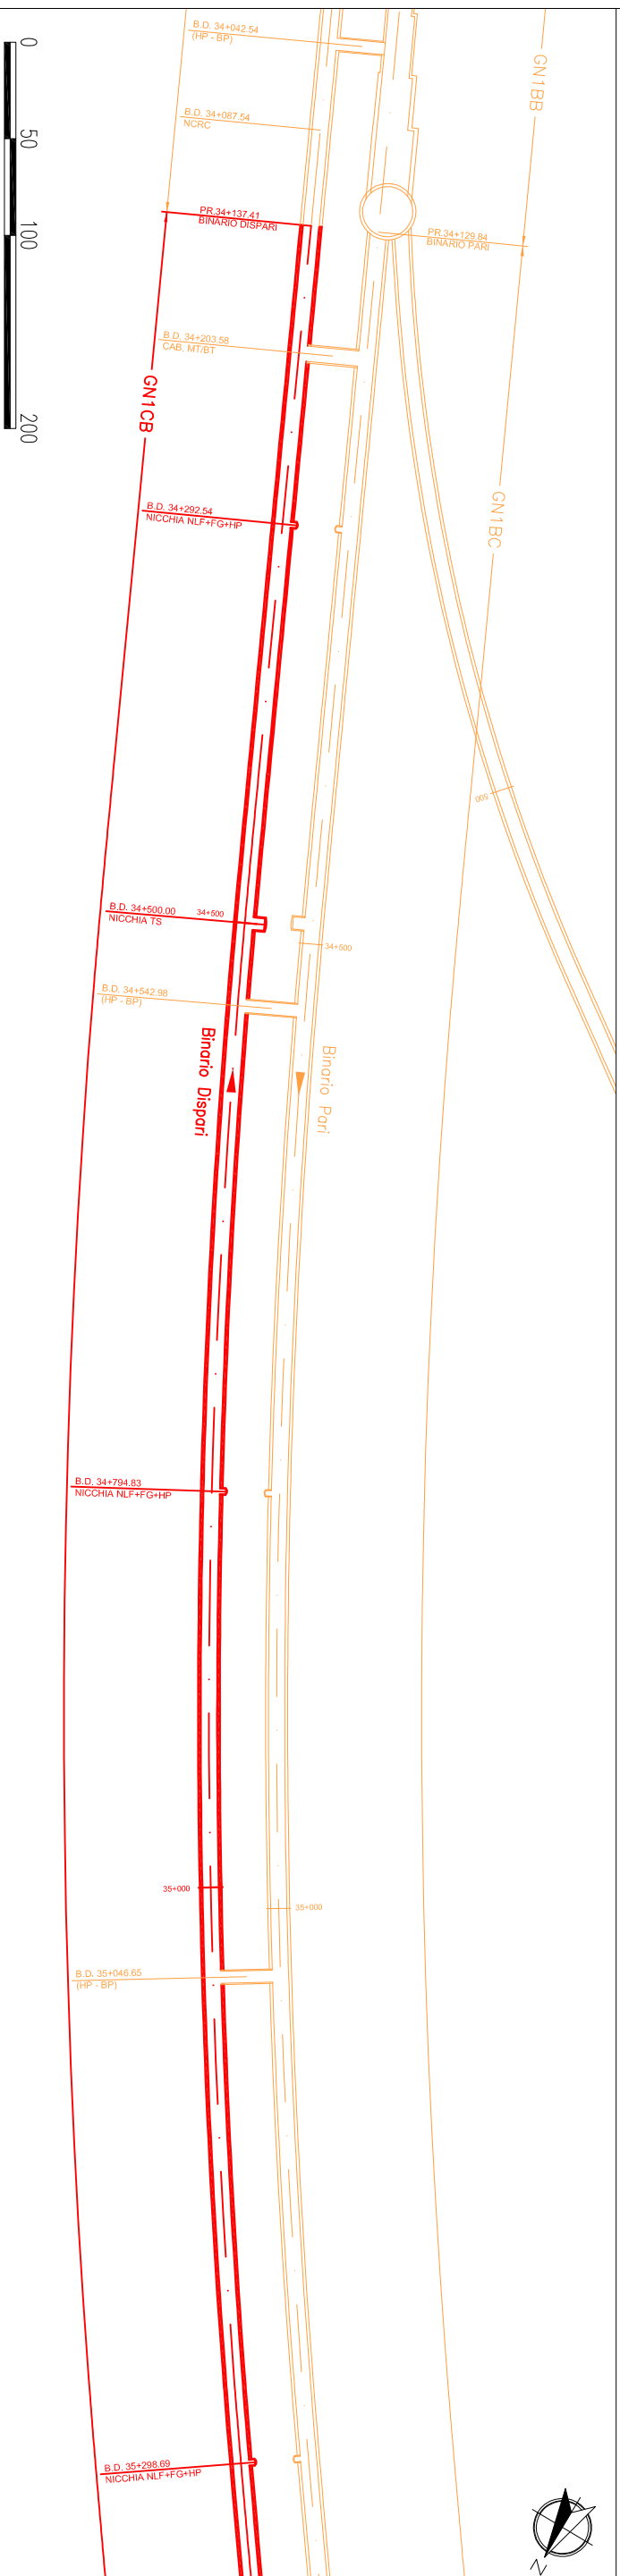 B.D. 34+042.54
(HP - BP)
GN1BB
0
50
100
200
B.D. 34+087.54
NCRC
PR.34+137.41
BINARIO DISPARI
PR.34+129.84
BINARIO PARI
B.D. 34+203.58
CAB. MT/BT
GN1CB
B.D. 34+292.54
NICCHIA NLF+FG+HP
GN1BC
500
B.D. 34+500.00
NICCHIA TS
34+500
34+500
B.D. 34+542.98
(HP - BP)
Binario Dispari
Binario Pari
B.D. 34+794.83
NICCHIA NLF+FG+HP
35+000
35+000
B.D. 35+046.65
(HP - BP)
B.D. 35+298.69
NICCHIA NLF+FG+HP
N